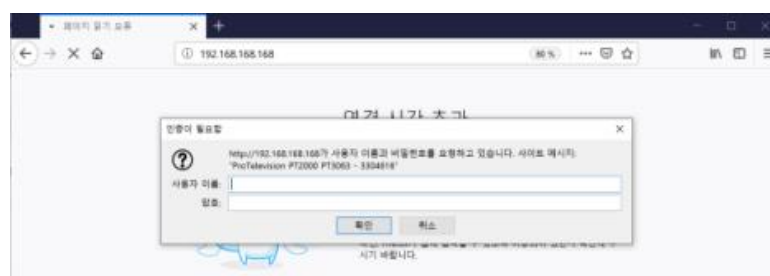 페이지 읽기 오류
192.168.168.168
80 %
연결 시간 초과
인증이 필요함
http://192.168.168.168가 사용자 이름과 비밀번호를 요청하고 있습니다. 사이트 메시지:
"ProTelevision PT2000 PT3063 - 3304816"
사용자 이름:
암호:
확인
취소
시기 바랍니다.